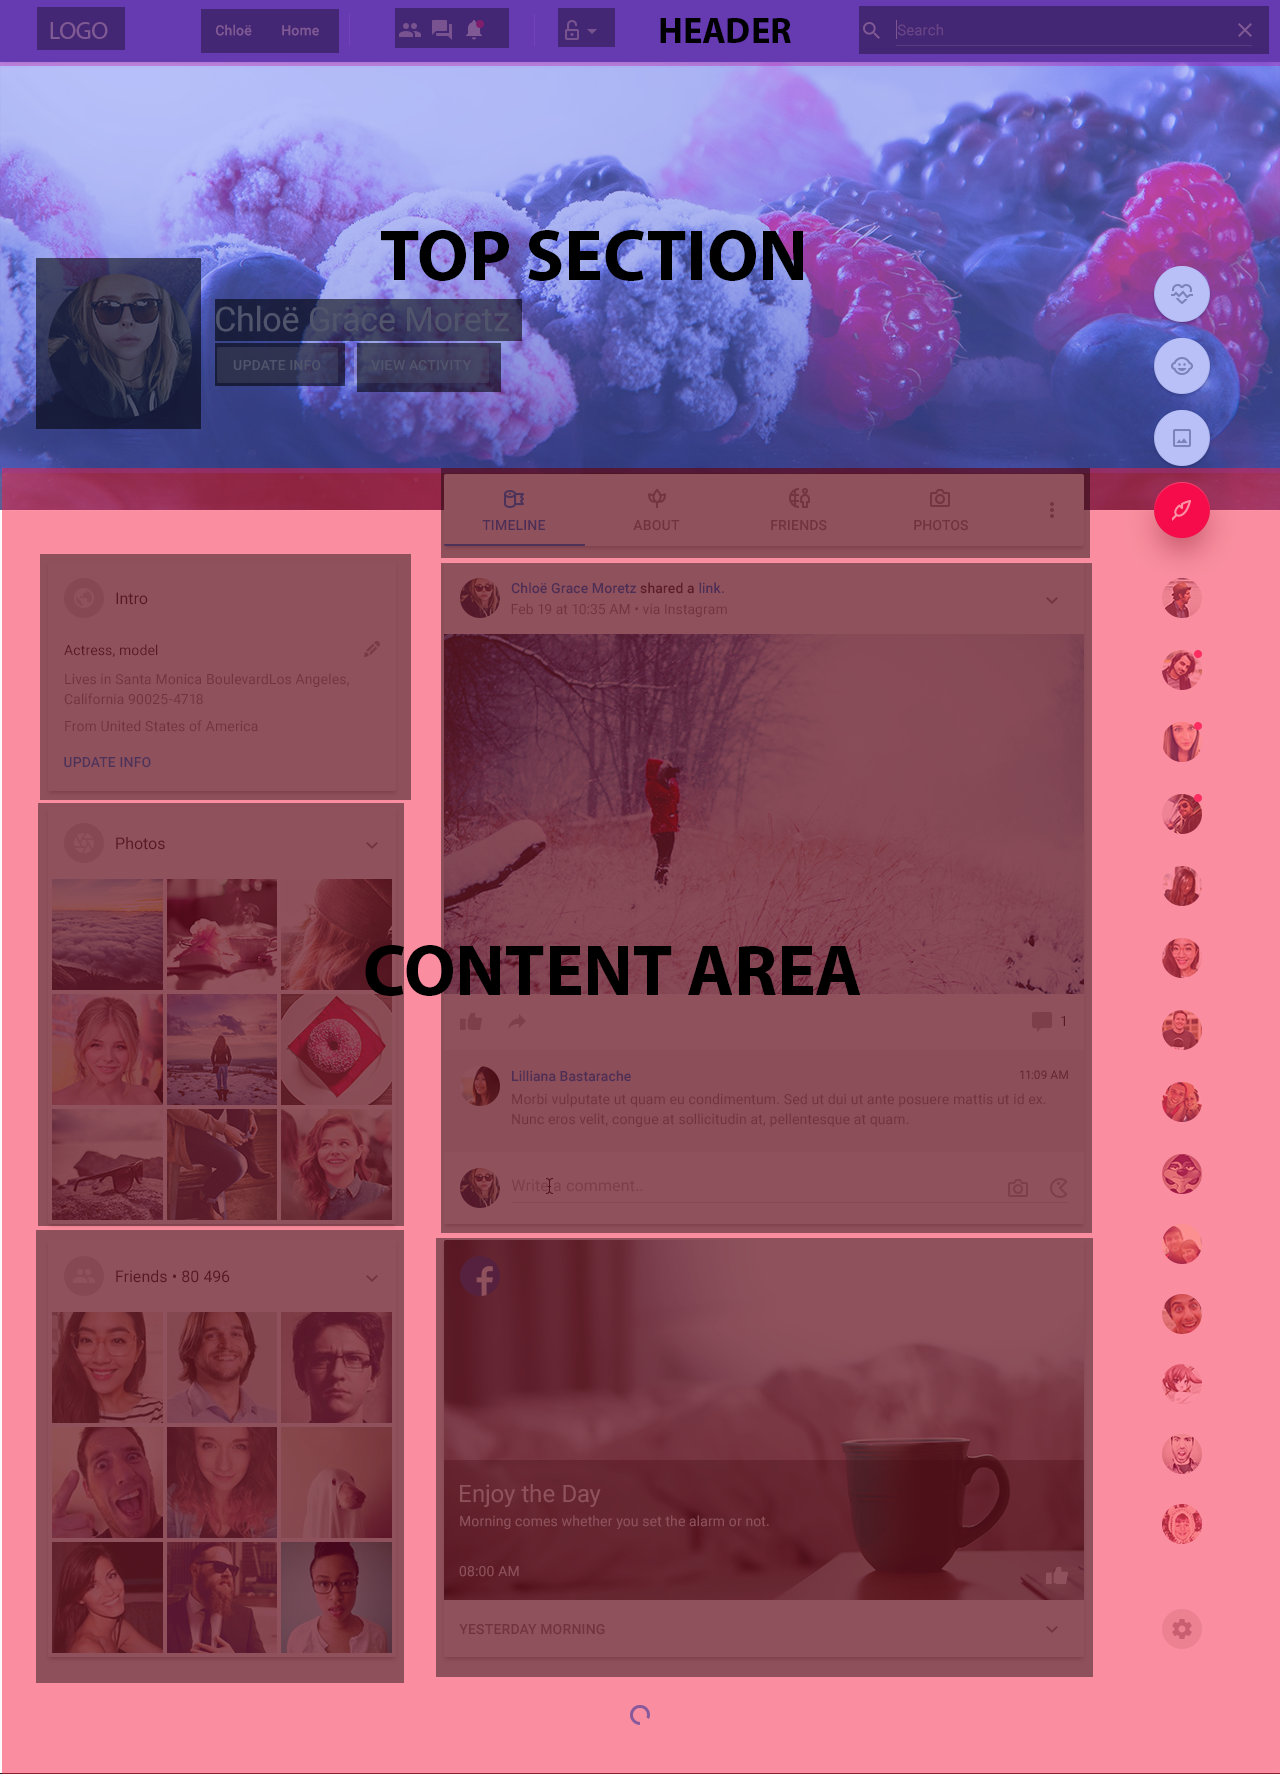 LOGO
Chloë Home
HEADER
Search
TOP SECTION
Chloë Grace Moretz
UPDATE INFO VIEW ACTIVITY
TIMELINE ABOUT FRIENDS PHOTOS
Intro
Actress, model
Lives in Santa Monica BoulevardLos Angeles,
California 90025-4718
From United States of America
UPDATE INFO
Photos
Friends • 80 496
Chloë Grace Moretz shared a link.
Feb 19 at 10:35 AM • via Instagram
CONTENT AREA
1
Lilliana Bastarache 11:09 AM
Morbi vulputate ut quam eu condimentum. Sed ut dui ut ante posuere mattis ut id ex.
Nunc eros velit, congue at sollicitudin at, pellentesque at quam.
Write a comment..
Enjoy the Day
Morning comes whether you set the alarm or not.
08:00 AM
YESTERDAY MORNING